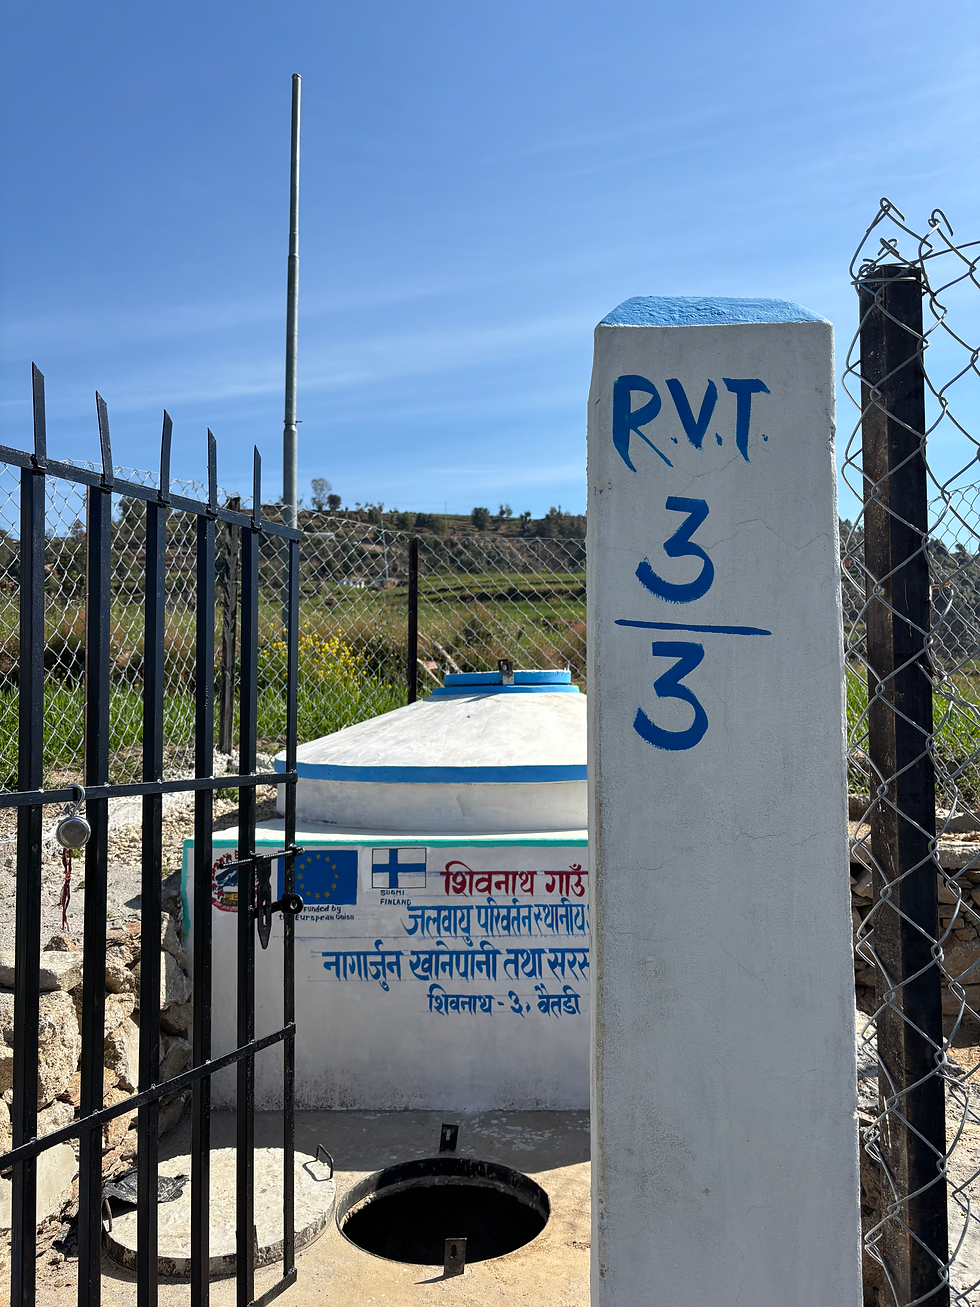 R.V.T.
3
3
Funded by
the European Union
SUOMI
FINLAND
शिवनाथ गाउँ
जलवायु परिवर्तन स्थानीय
नागार्जुन खानेपानी तथा सरस
शिवनाथ - ३, बैतडी